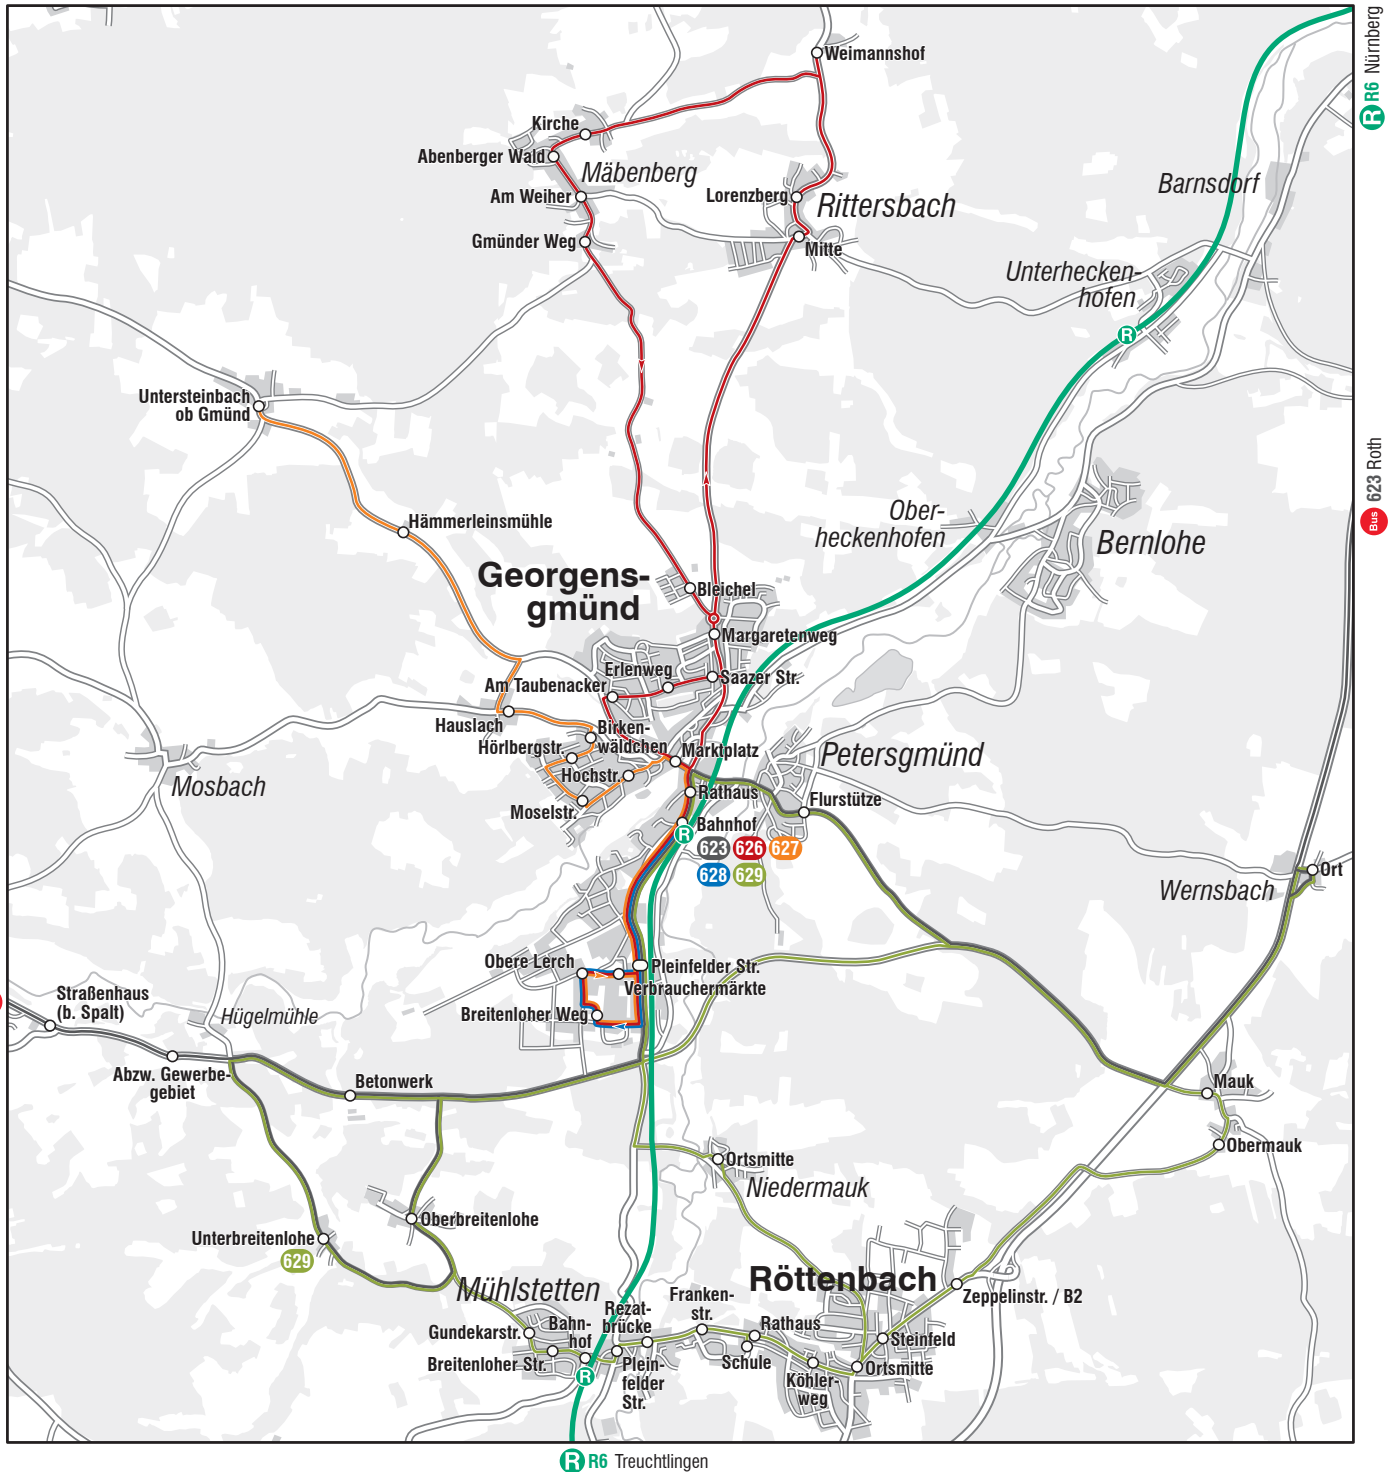 R R6 Nürnberg
Weimannshof
Kirche
Abenberger Wald
Mäbenberg
Am Weiher
Gmünder Weg
Lorenzberg
Rittersbach
Mitte
Barnsdorf
Unterhecken-
hofen
R
Untersteinbach
ob Gmünd
Hämmerleinsmühle
Ober-
heckenhofen
Bernlohe
Bus 623 Roth
Georgens-
gmünd
Bleichel
Margaretenweg
Erlenweg
Saazer Str.
Am Taubenacker
Hauslach
Birken-
wäldchen
Hörlbergstr.
Hochstr.
Moselstr.
Marktplatz
Rathaus
Bahnhof
R
623 626 627
628 629
Petersgmünd
Flurstütze
Mosbach
Wernsbach
Ort
Obere Lerch
Pleinfelder Str.
Verbrauchermärkte
Breitenloher Weg
Straßenhaus
(b. Spalt)
Hügelmühle
Abzw. Gewerbe-
gebiet
Betonwerk
Mauk
Obermauk
Ortsmitte
Niedermauk
Oberbreitenlohe
Unterbreitenlohe
629
Mühlstetten
Röttenbach
Zeppelinstr. / B2
Gundekarstr.
Bahn-
hof
Breitenloher Str.
R
Rezat-
brücke
Plein-
felder
Str.
Franken-
str.
Rathaus
Schule
Köhler-
weg
Steinfeld
Ortsmitte
R R6 Treuchtlingen